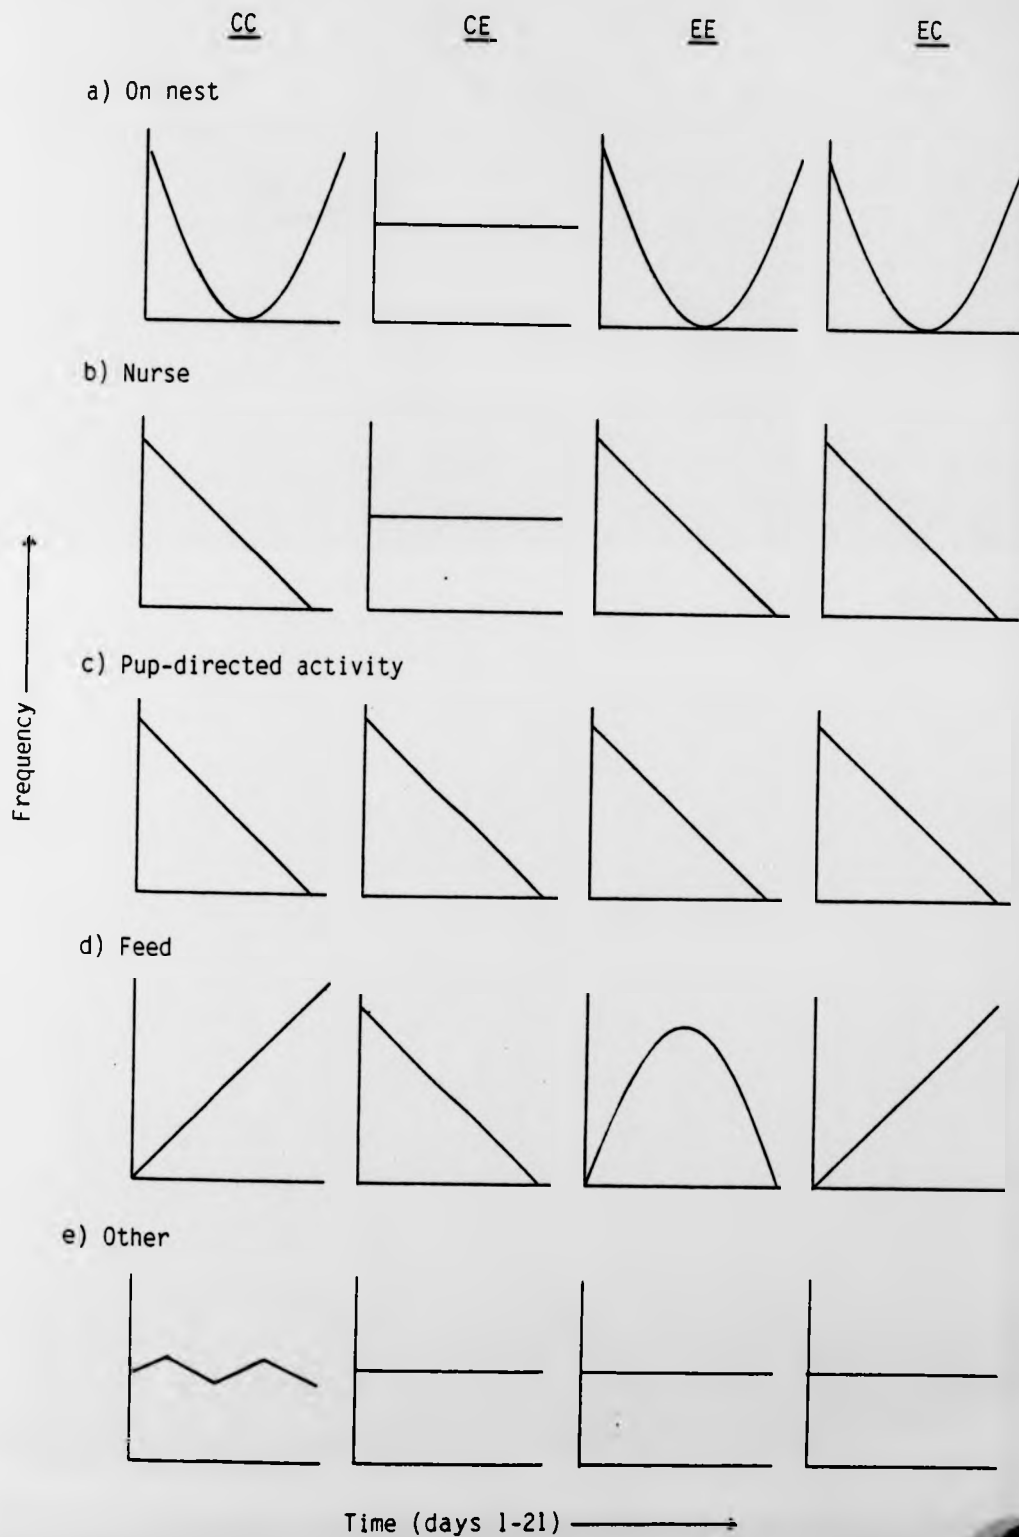 CC CE EE EC
a) On nest
b) Nurse
c) Pup-directed activity
Frequency
d) Feed
e) Other
Time (days 1-21)